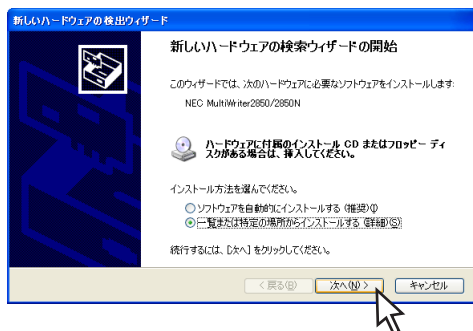 新しいハードウェアの検出ウィザード
新しいハードウェアの検索ウィザードの開始
このウィザードでは、次のハードウェアに必要なソフトウェアをインストールします:
NEC MultiWriter2850/2850N
ハードウェアに付属のインストール CD またはフロッピー ディ
スクがある場合は、挿入してください。
インストール方法を選んでください。
ソフトウェアを自動的にインストールする (推奨)(I)
一覧または特定の場所からインストールする (詳細)(S)
続行するには、[次へ] をクリックしてください。
< 戻る(B)
次へ(N) >
キャンセル